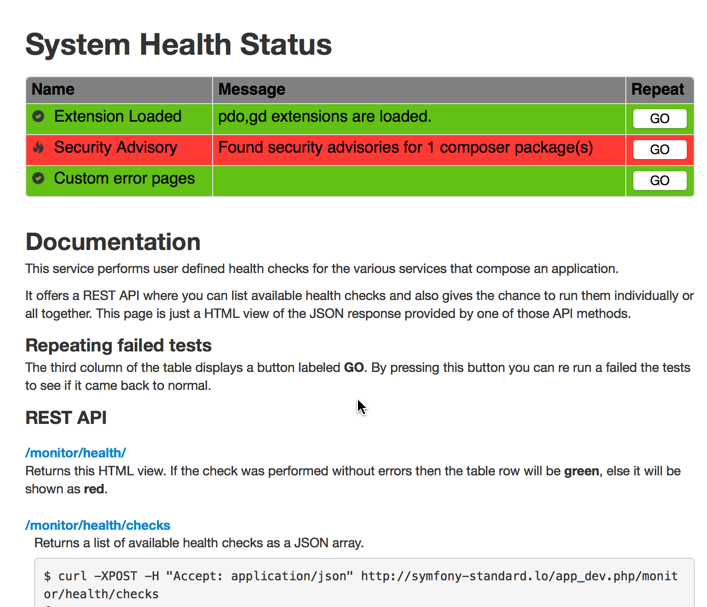 System Health Status
Name Message Repeat
Extension Loaded pdo,gd extensions are loaded. GO
Security Advisory Found security advisories for 1 composer package(s) GO
Custom error pages GO
Documentation
This service performs user defined health checks for the various services that compose an application.
It offers a REST API where you can list available health checks and also gives the chance to run them individually or
all together. This page is just a HTML view of the JSON response provided by one of those API methods.
Repeating failed tests
The third column of the table displays a button labeled GO. By pressing this button you can re run a failed the tests
to see if it came back to normal.
REST API
/monitor/health/
Returns this HTML view. If the check was performed without errors then the table row will be green, else it will be
shown as red.
/monitor/health/checks
Returns a list of available health checks as a JSON array.
$ curl -XPOST -H "Accept: application/json" http://symfony-standard.lo/app_dev.php/monit
or/health/checks